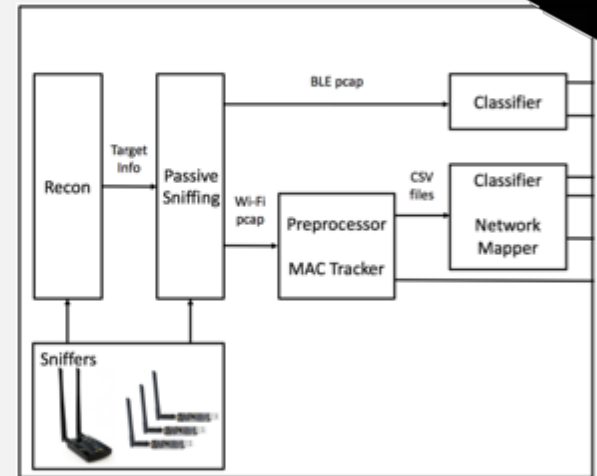 BLE pcap
Classifier
Recon
Target
Info
Passive
Sniffing
Wi-Fi
pcap
Preprocessor
MAC Tracker
CSV
files
Classifier
Network
Mapper
Sniffers